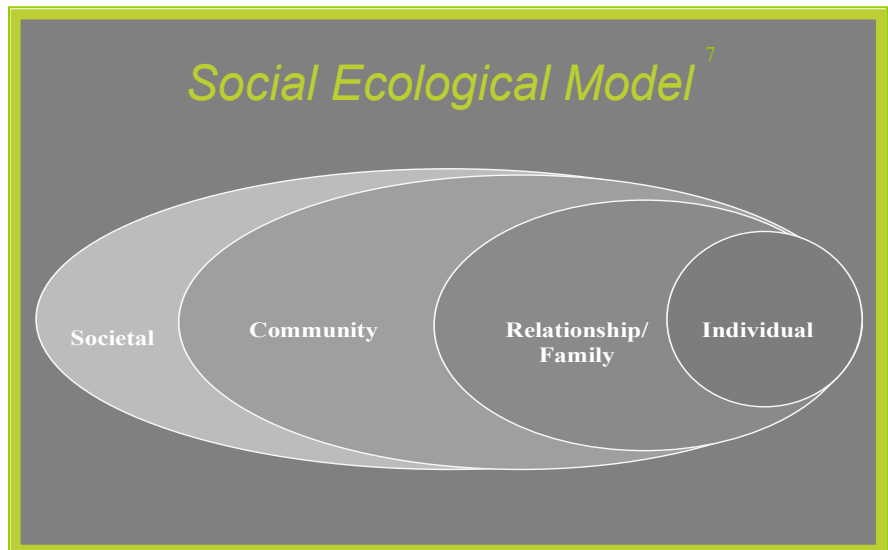 Social Ecological Model 7
Societal
Community
Relationship/
Family
Individual